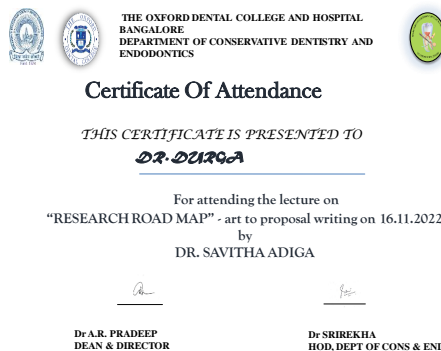 THE OXFORD DENTAL COLLEGE AND HOSPITAL
BANGALORE
DEPARTMENT OF CONSERVATIVE DENTISTRY AND
ENDODONTICS
Certificate Of Attendance
THIS CERTIFICATE IS PRESENTED TO
DR. DURGA
For attending the lecture on
“RESEARCH ROAD MAP” - art to proposal writing on 16.11.2022
by
DR. SAVITHA ADIGA
Dr A.R. PRADEEP
DEAN & DIRECTOR
Dr SRIREKHA
HOD, DEPT OF CONS & END